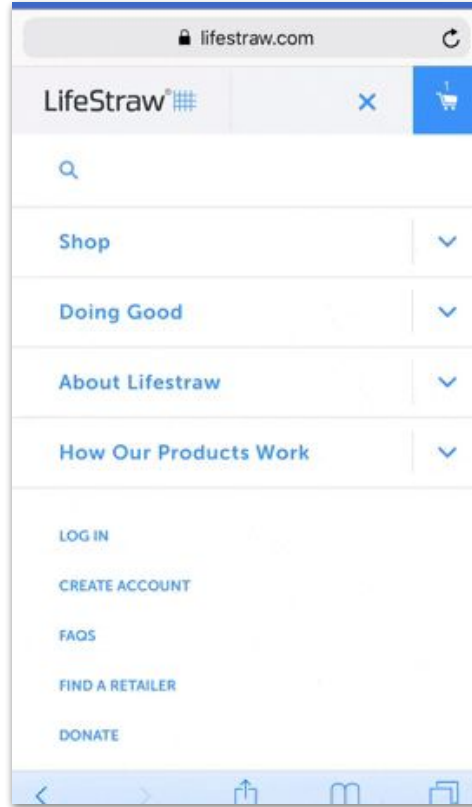 lifestraw.com
LifeStraw®
1
Shop
Doing Good
About Lifestraw
How Our Products Work
LOG IN
CREATE ACCOUNT
FAQS
FIND A RETAILER
DONATE